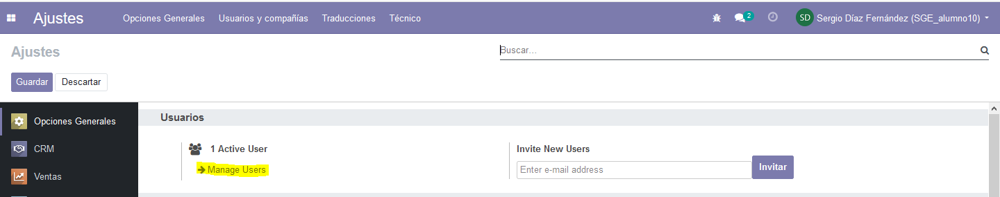 Ajustes Opciones Generales Usuarios y compañías Traducciones Técnico 2 SD Sergio Díaz Fernández (SGE_alumno10)
Ajustes Buscar...
Guardar Descartar
Opciones Generales
CRM
Ventas
Usuarios
1 Active User
Manage Users
Invite New Users
Enter e-mail address Invitar